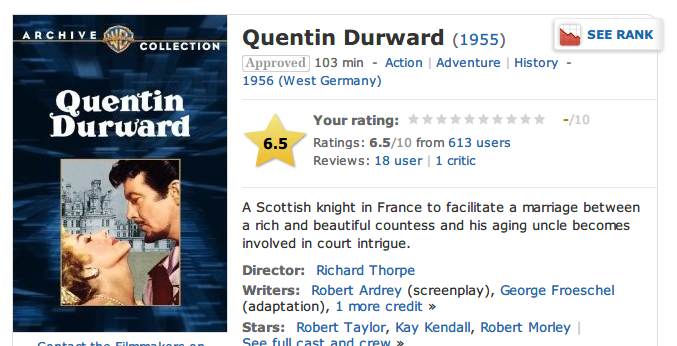 ARCHIVE WB COLLECTION
Quentin
Durward
Quentin Durward (1955)
SEE RANK
Approved 103 min - Action | Adventure | History -
1956 (West Germany)
6.5
Your rating: -/10
Ratings: 6.5/10 from 613 users
Reviews: 18 user | 1 critic
A Scottish knight in France to facilitate a marriage between
a rich and beautiful countess and his aging uncle becomes
involved in court intrigue.
Director: Richard Thorpe
Writers: Robert Ardrey (screenplay), George Froeschel
(adaptation), 1 more credit »
Stars: Robert Taylor, Kay Kendall, Robert Morley |
See full cast and crew »
Contact the Filmmakers on